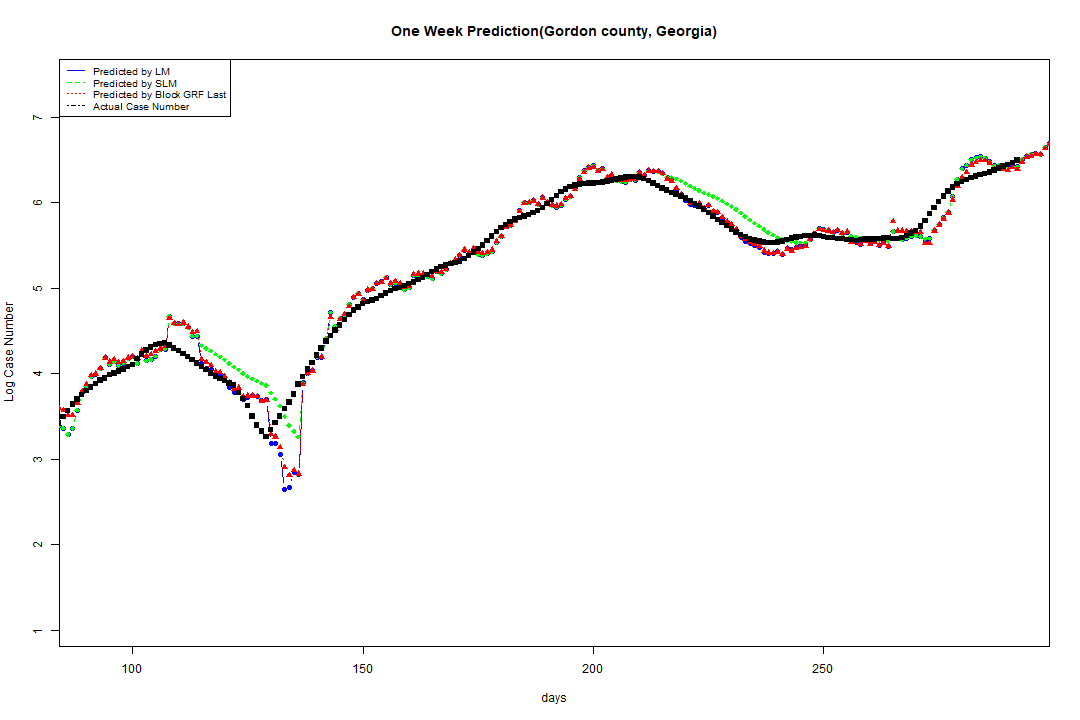 One Week Prediction(Gordon county, Georgia)
Predicted by LM
Predicted by SLM
Predicted by Block GRF Last
Actual Case Number
7
6
5
4
3
2
1
Log Case Number
100 150 200 250
days